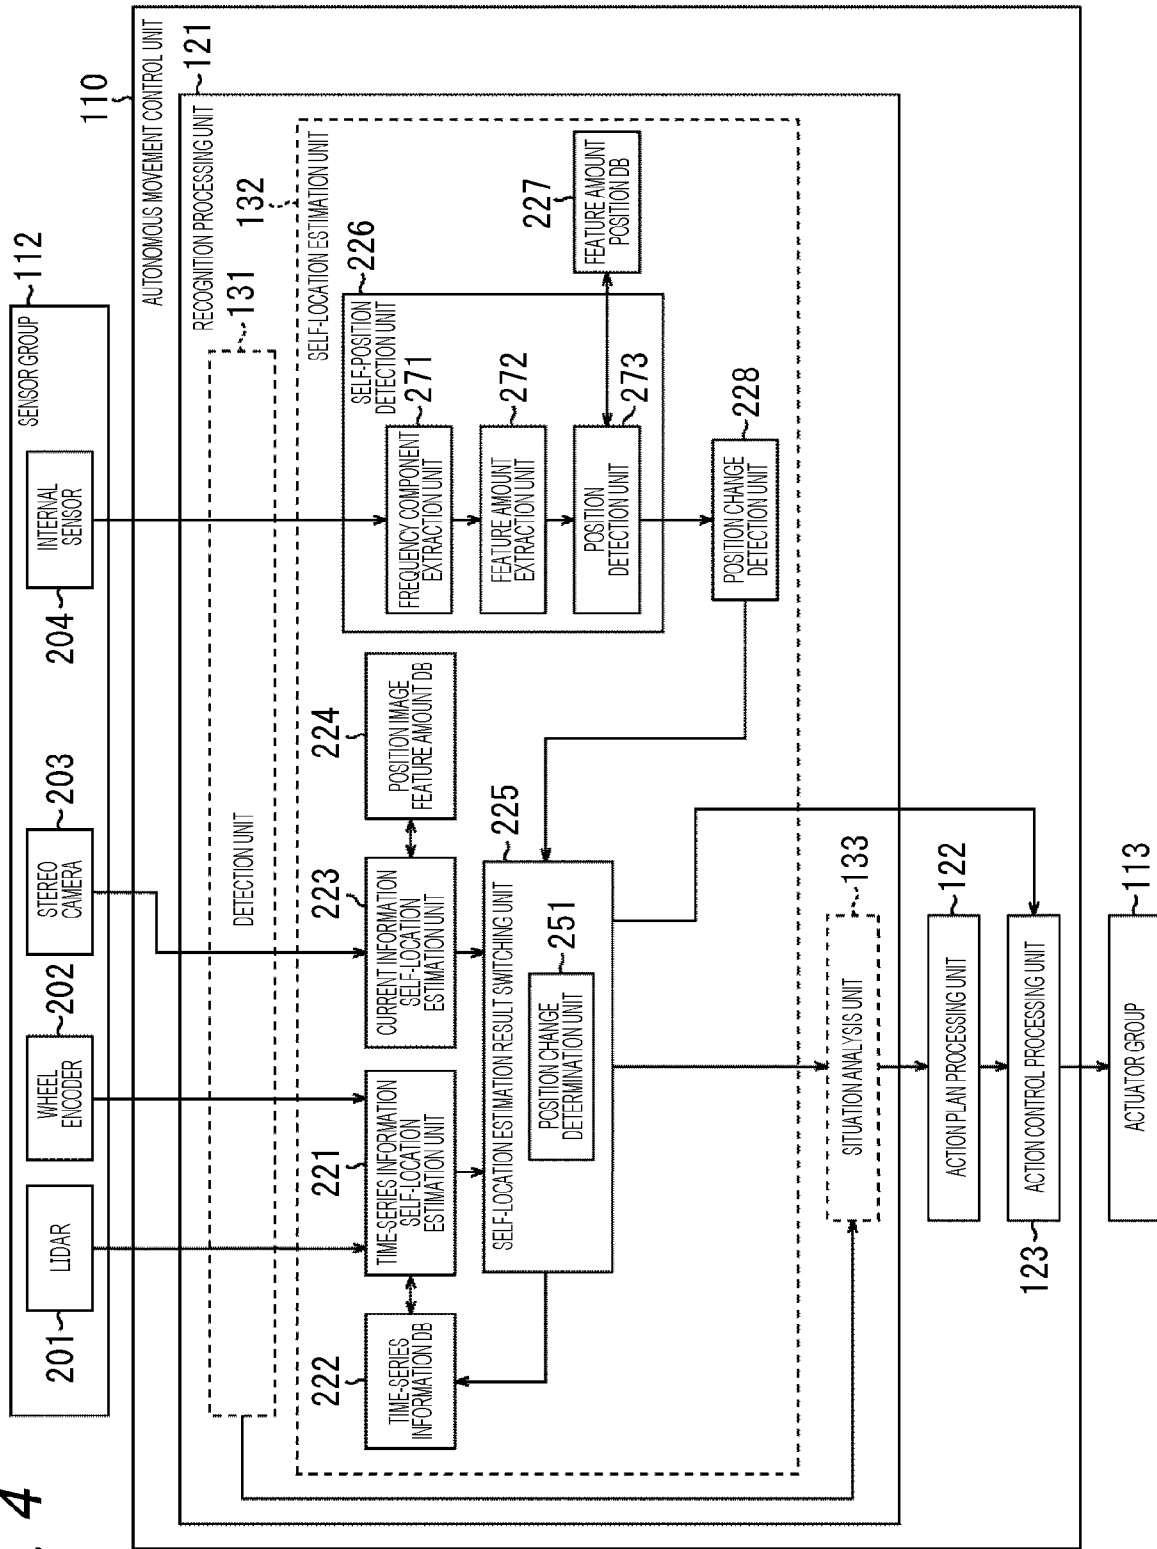 4
SENSOR GROUP
112
LIDAR
201
WHEEL
ENCODER
202
STEREO
CAMERA
203
INTERNAL
SENSOR
204
AUTONOMOUS MOVEMENT CONTROL UNIT
110
RECOGNITION PROCESSING UNIT
121
DETECTION UNIT
131
SELF-LOCATION ESTIMATION UNIT
132
TIME-SERIES
INFORMATION DB
222
TIME-SERIES INFORMATION
SELF-LOCATION
ESTIMATION UNIT
221
CURRENT INFORMATION
SELF-LOCATION
ESTIMATION UNIT
223
POSITION IMAGE
FEATURE AMOUNT DB
224
SELF-POSITION
DETECTION UNIT
226
FREQUENCY COMPONENT
EXTRACTION UNIT
271
FEATURE AMOUNT
EXTRACTION UNIT
272
POSITION
DETECTION UNIT
273
FEATURE AMOUNT
POSITION DB
227
SELF-LOCATION ESTIMATION RESULT SWITCHING UNIT
225
POSITION CHANGE
DETERMINATION UNIT
251
POSITION CHANGE
DETECTION UNIT
228
SITUATION ANALYSIS UNIT
133
ACTION PLAN PROCESSING UNIT
122
ACTION CONTROL PROCESSING UNIT
123
ACTUATOR GROUP
113